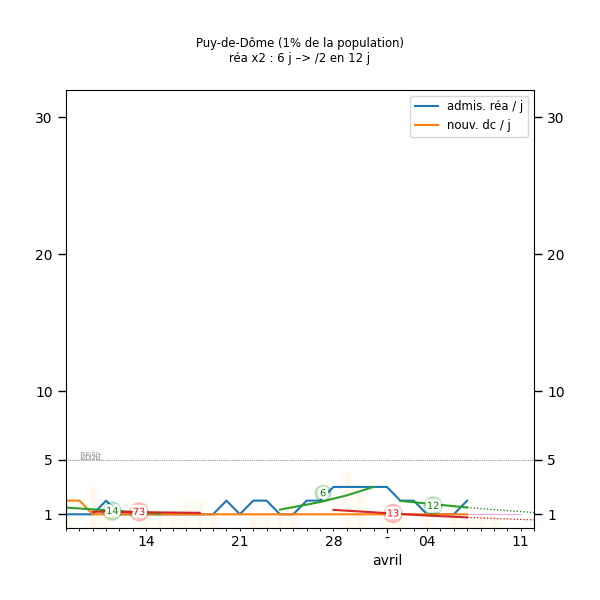 Puy-de-Dôme (1% de la population)
réa x2 : 6 j –> /2 en 12 j
admis. réa / j
nouv. dc / j
30 30
20 20
10 10
5 5
1 1
14 73 6 13 12
14 21 28 - 04 11
avril